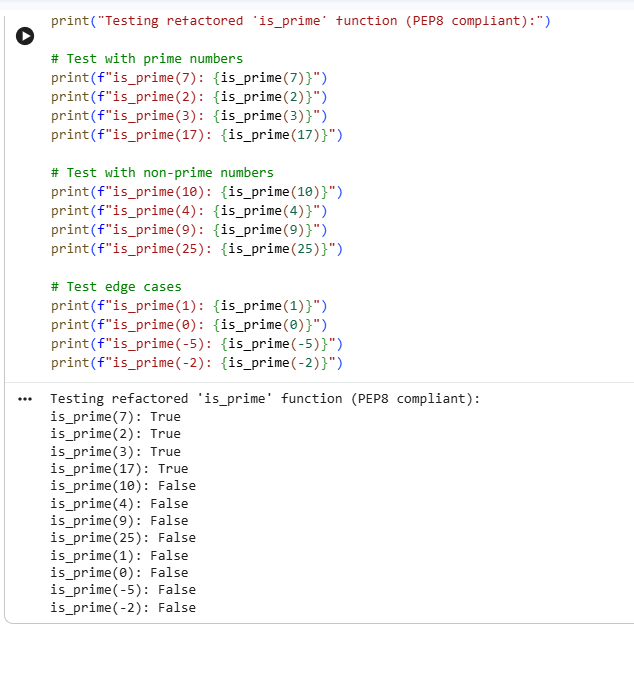 print("Testing refactored 'is_prime' function (PEP8 compliant):")
# Test with prime numbers
print(f"is_prime(7): {is_prime(7)}")
print(f"is_prime(2): {is_prime(2)}")
print(f"is_prime(3): {is_prime(3)}")
print(f"is_prime(17): {is_prime(17)}")
# Test with non-prime numbers
print(f"is_prime(10): {is_prime(10)}")
print(f"is_prime(4): {is_prime(4)}")
print(f"is_prime(9): {is_prime(9)}")
print(f"is_prime(25): {is_prime(25)}")
# Test edge cases
print(f"is_prime(1): {is_prime(1)}")
print(f"is_prime(0): {is_prime(0)}")
print(f"is_prime(-5): {is_prime(-5)}")
print(f"is_prime(-2): {is_prime(-2)}")
Testing refactored 'is_prime' function (PEP8 compliant):
is_prime(7): True
is_prime(2): True
is_prime(3): True
is_prime(17): True
is_prime(10): False
is_prime(4): False
is_prime(9): False
is_prime(25): False
is_prime(1): False
is_prime(0): False
is_prime(-5): False
is_prime(-2): False